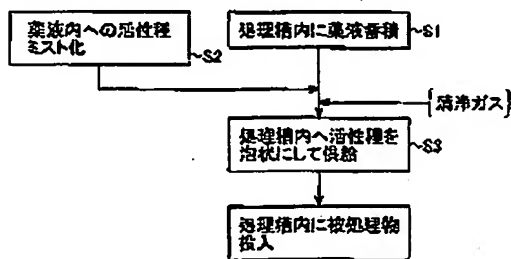 薬液内への活性種
ミスト化
~S2
処理槽内に薬液蓄積
~S1
清浄ガス
処理槽内へ活性種を
泡状にして供給
~S3
処理槽内に被処理物
投入